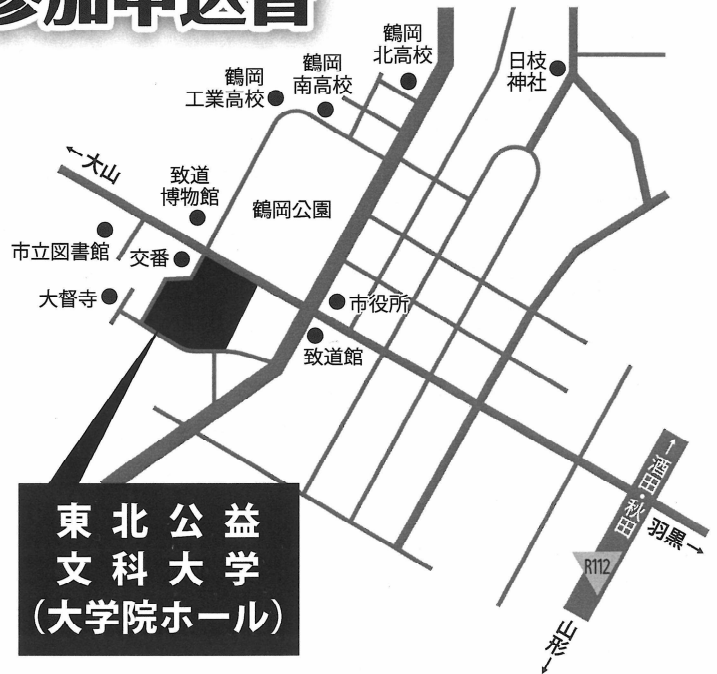 参加申込書
鶴岡
北高校
日枝
神社
鶴岡
南高校
鶴岡
工業高校
←大山
致道
博物館
鶴岡公園
市立図書館
交番
大督寺
市役所
致道館
東北公益
文科大学
(大学院ホール)
↑酒田・秋田
羽黒→
R112
山形→